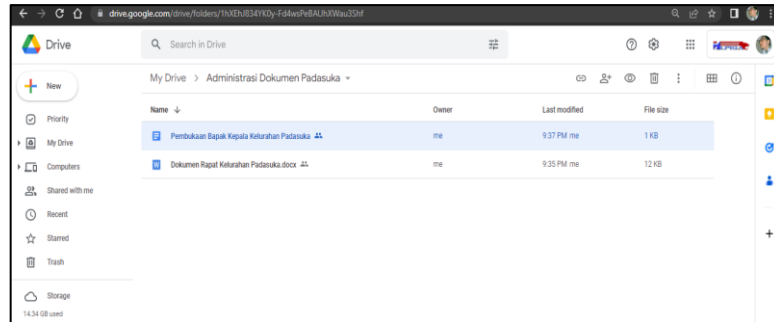 drive.google.com/drive/folders/1hXEhJ834YK0y-Fd4wsPeBAUhXWau3Shf
Drive
Search in Drive
New
My Drive > Administrasi Dokumen Padasuka
Name
Owner
Last modified
File size
Priority
Pembukaan Bapak Kepala Kelurahan Padasuka
me
9:37 PM me
1 KB
My Drive
Dokumen Rapat Kelurahan Padasuka.docx
me
9:35 PM me
12 KB
Computers
Shared with me
Recent
Starred
Trash
Storage
14.34 GB used